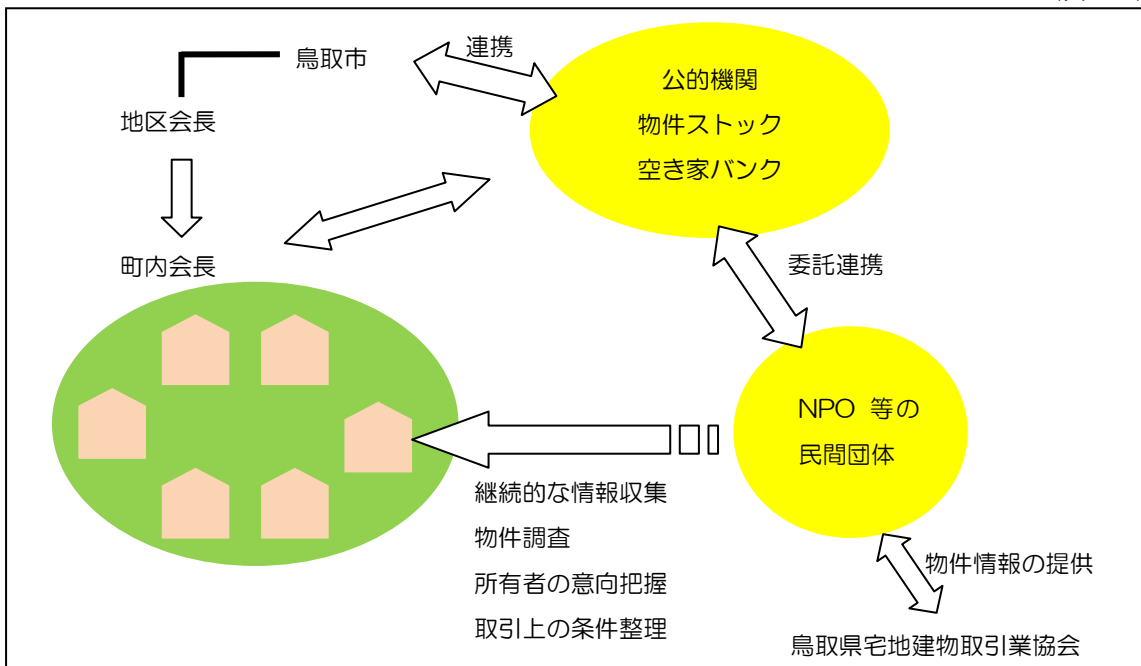 鳥取市
連携
公的機関
物件ストック
空き家バンク
地区会長
町内会長
委託連携
NPO 等の
民間団体
継続的な情報収集
物件調査
所有者の意向把握
取引上の条件整理
物件情報の提供
鳥取県宅地建物取引業協会